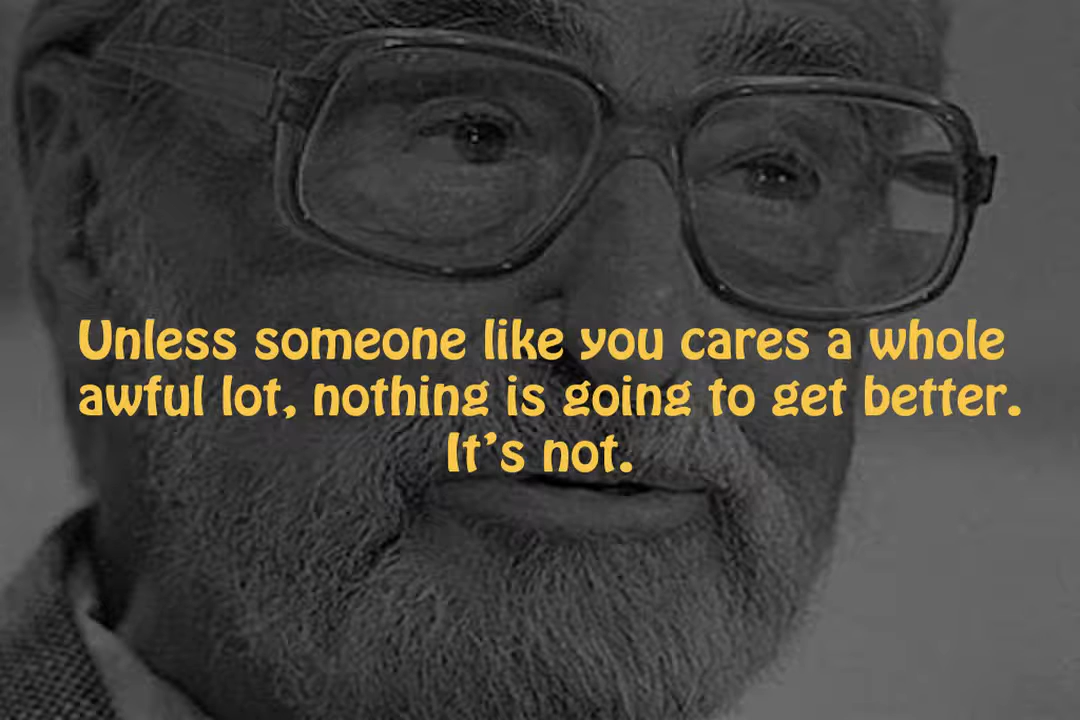 Unless someone like you cares a whole
awful lot, nothing is going to get better.
It’s not.